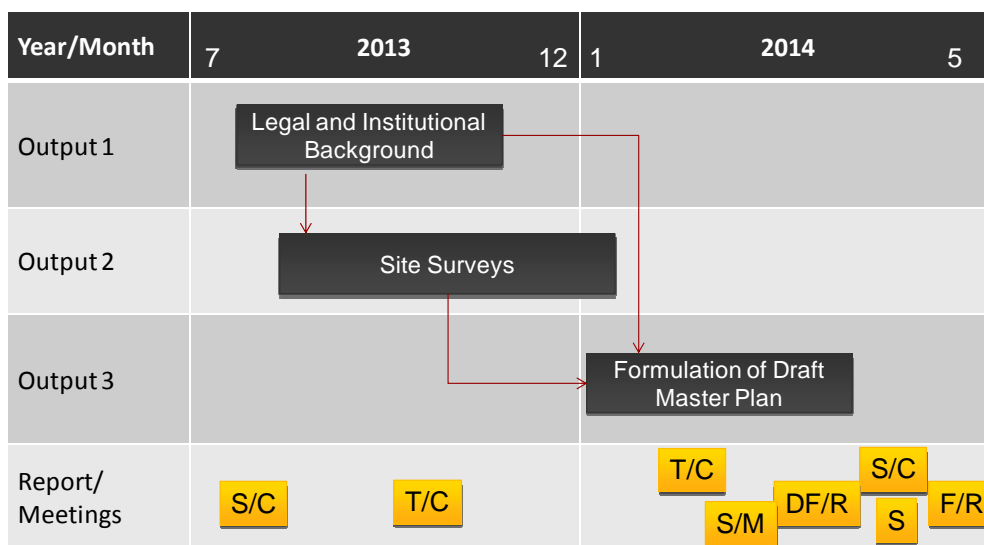 Year/Month 7 2013 12 1 2014 5
Output 1
Legal and Institutional
Background
Output 2
Site Surveys
Output 3
Formulation of Draft
Master Plan
Report/
Meetings
S/C
T/C
T/C
S/M
DF/R
S/C
S
F/R